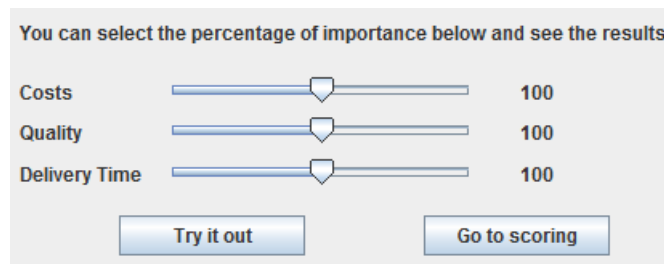 You can select the percentage of importance below and see the results
Costs 100
Quality 100
Delivery Time 100
Try it out Go to scoring